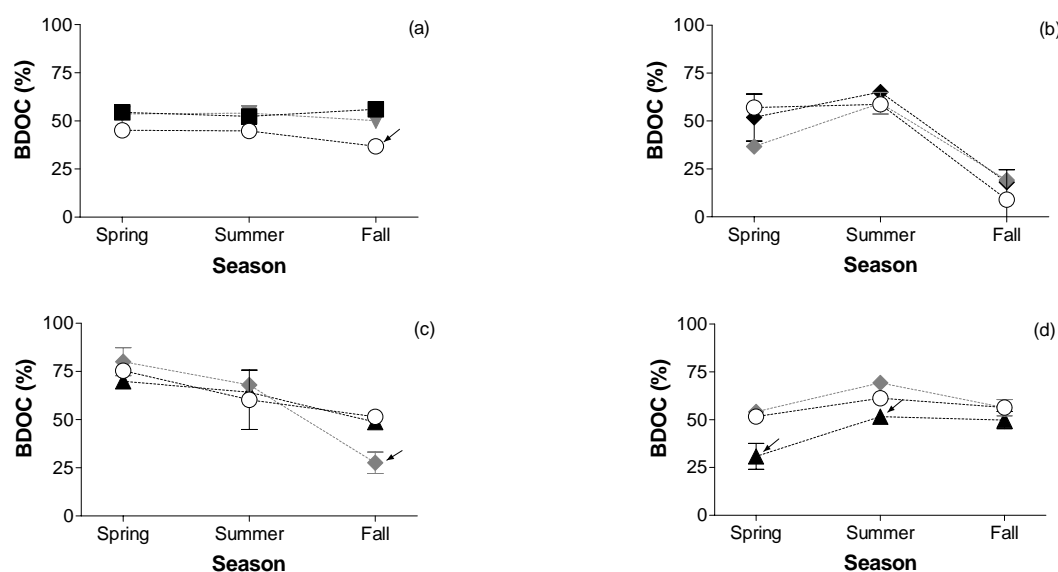 (a)
BDOC (%)
100
75
50
25
0
Spring Summer Fall
Season
(b)
BDOC (%)
100
75
50
25
0
Spring Summer Fall
Season
(c)
BDOC (%)
100
75
50
25
0
Spring Summer Fall
Season
(d)
BDOC (%)
100
75
50
25
0
Spring Summer Fall
Season